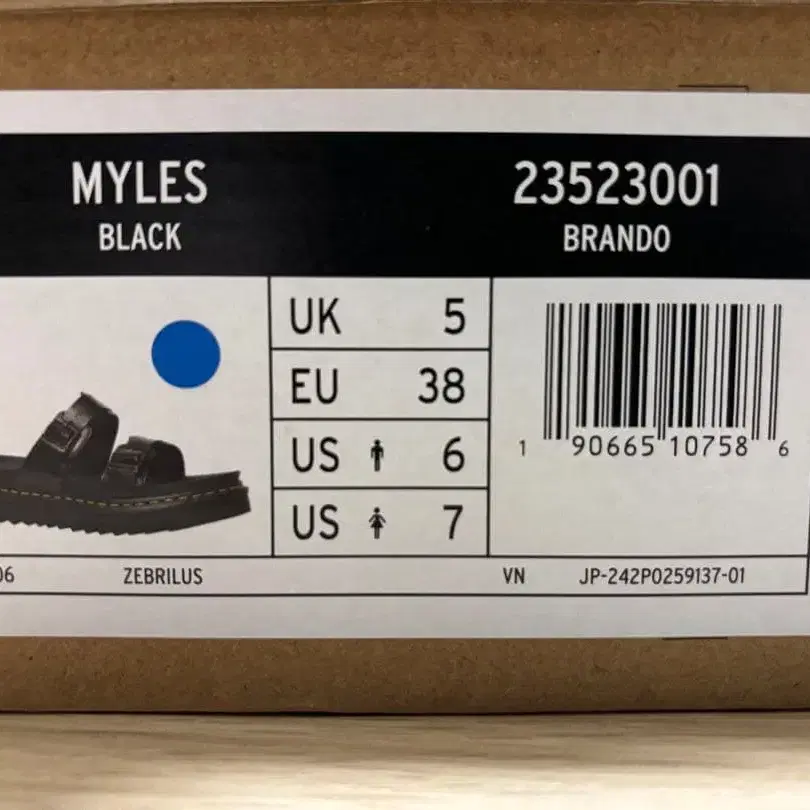 MYLES
BLACK
23523001
BRANDO
UK 5
EU 38
US 6
US 7
1 90665 10758 6
06 ZEBRILUS VN JP-242P0259137-01